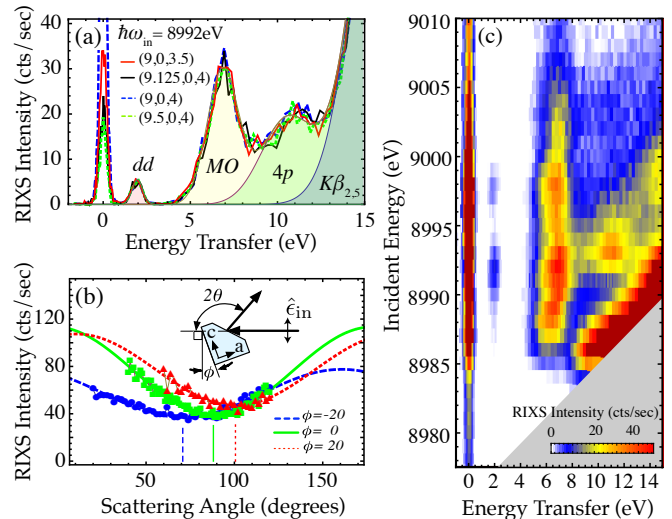 (a)
ħω_in = 8992eV
(9,0,3.5)
(9.125,0,4)
(9,0,4)
(9.5,0,4)
dd
MO
4p
Kβ_2,5
RIXS Intensity (cts/sec)
40
30
20
10
0
0
5
10
15
Energy Transfer (eV)
(b)
2θ
ε̂_in
c
a
ϕ
ϕ=-20
ϕ= 0
ϕ= 20
RIXS Intensity (cts/sec)
120
80
40
0
50
100
150
Scattering Angle (degrees)
(c)
Incident Energy (eV)
9010
9005
9000
8995
8990
8985
8980
RIXS Intensity (cts/sec)
0
20
40
0
2
4
6
8
10
12
14
Energy Transfer (eV)